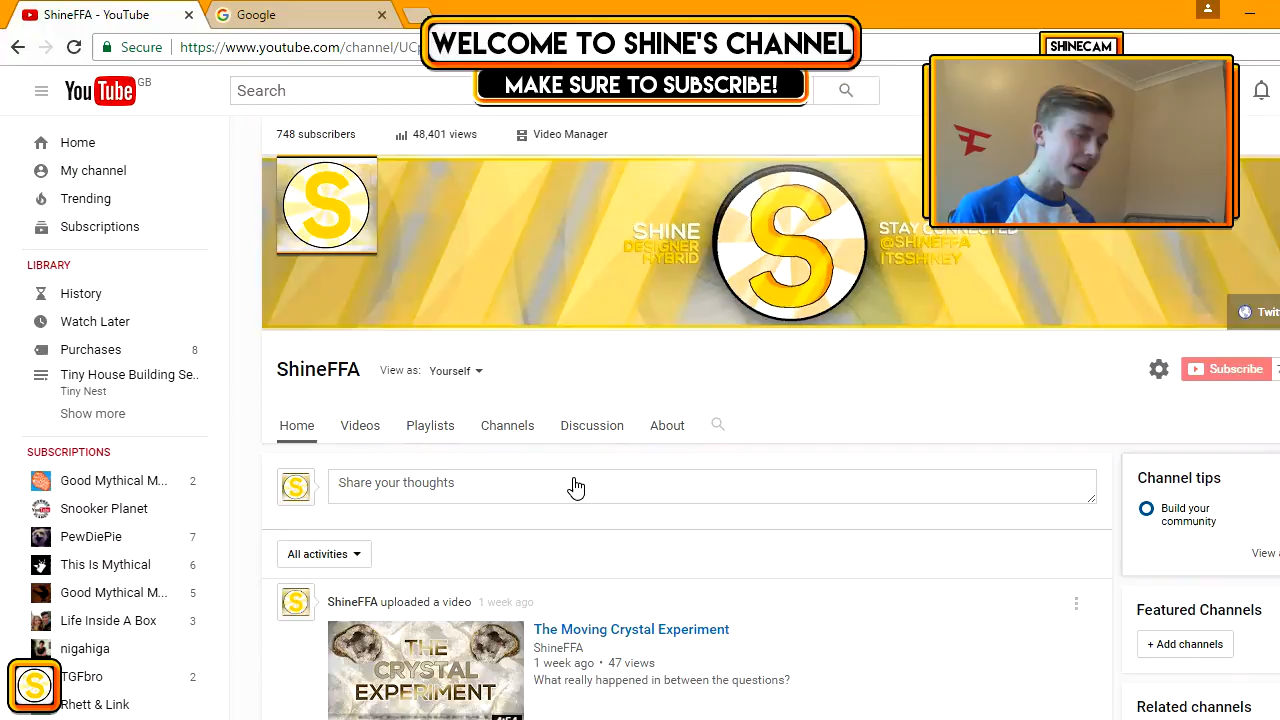 ShineFFA - YouTube
Google
Secure
https://www.youtube.com/channel/UC
WELCOME TO SHINE'S CHANNEL
MAKE SURE TO SUBSCRIBE!
SHINECAM
YouTube GB
Search
748 subscribers
48,401 views
Video Manager
Home
My channel
Trending
Subscriptions
LIBRARY
History
Watch Later
Purchases 8
Tiny House Building Se..
Tiny Nest
Show more
SUBSCRIPTIONS
Good Mythical M... 2
Snooker Planet
PewDiePie 7
This Is Mythical 6
Good Mythical M... 5
Life Inside A Box 3
nigahiga
TGFbro 2
Rhett & Link
S
S
SHINE
DESIGNER
HYBRID
S
STAY CONNECTED
@SHINEFFA
ITSSHINEY
Twit
ShineFFA
View as: Yourself
Subscribe
Home
Videos
Playlists
Channels
Discussion
About
S
Share your thoughts
All activities
S
ShineFFA uploaded a video 1 week ago
THE
CRYSTAL
EXPERIMENT
The Moving Crystal Experiment
ShineFFA
1 week ago • 47 views
What really happened in between the questions?
Channel tips
Build your
community
View a
Featured Channels
+ Add channels
Related channels